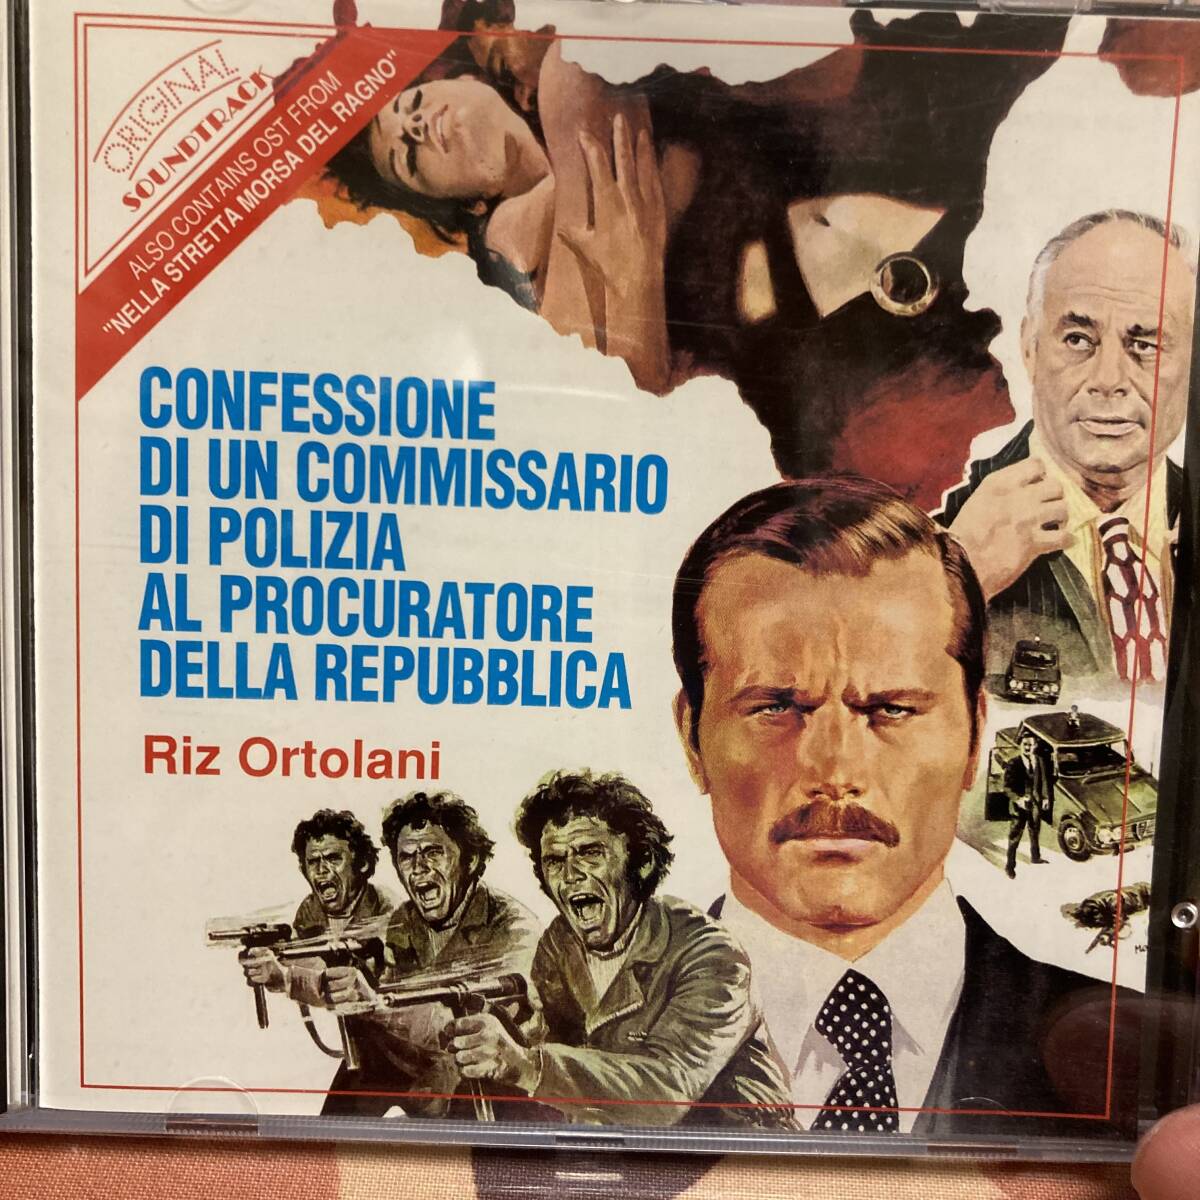 ORIGINAL
SOUNDTRACK
ALSO CONTAINS OST FROM
"NELLA STRETTA MORSA DEL RAGNO"
CONFESSIONE
DI UN COMMISSARIO
DI POLIZIA
AL PROCURATORE
DELLA REPUBBLICA
Riz Ortolani